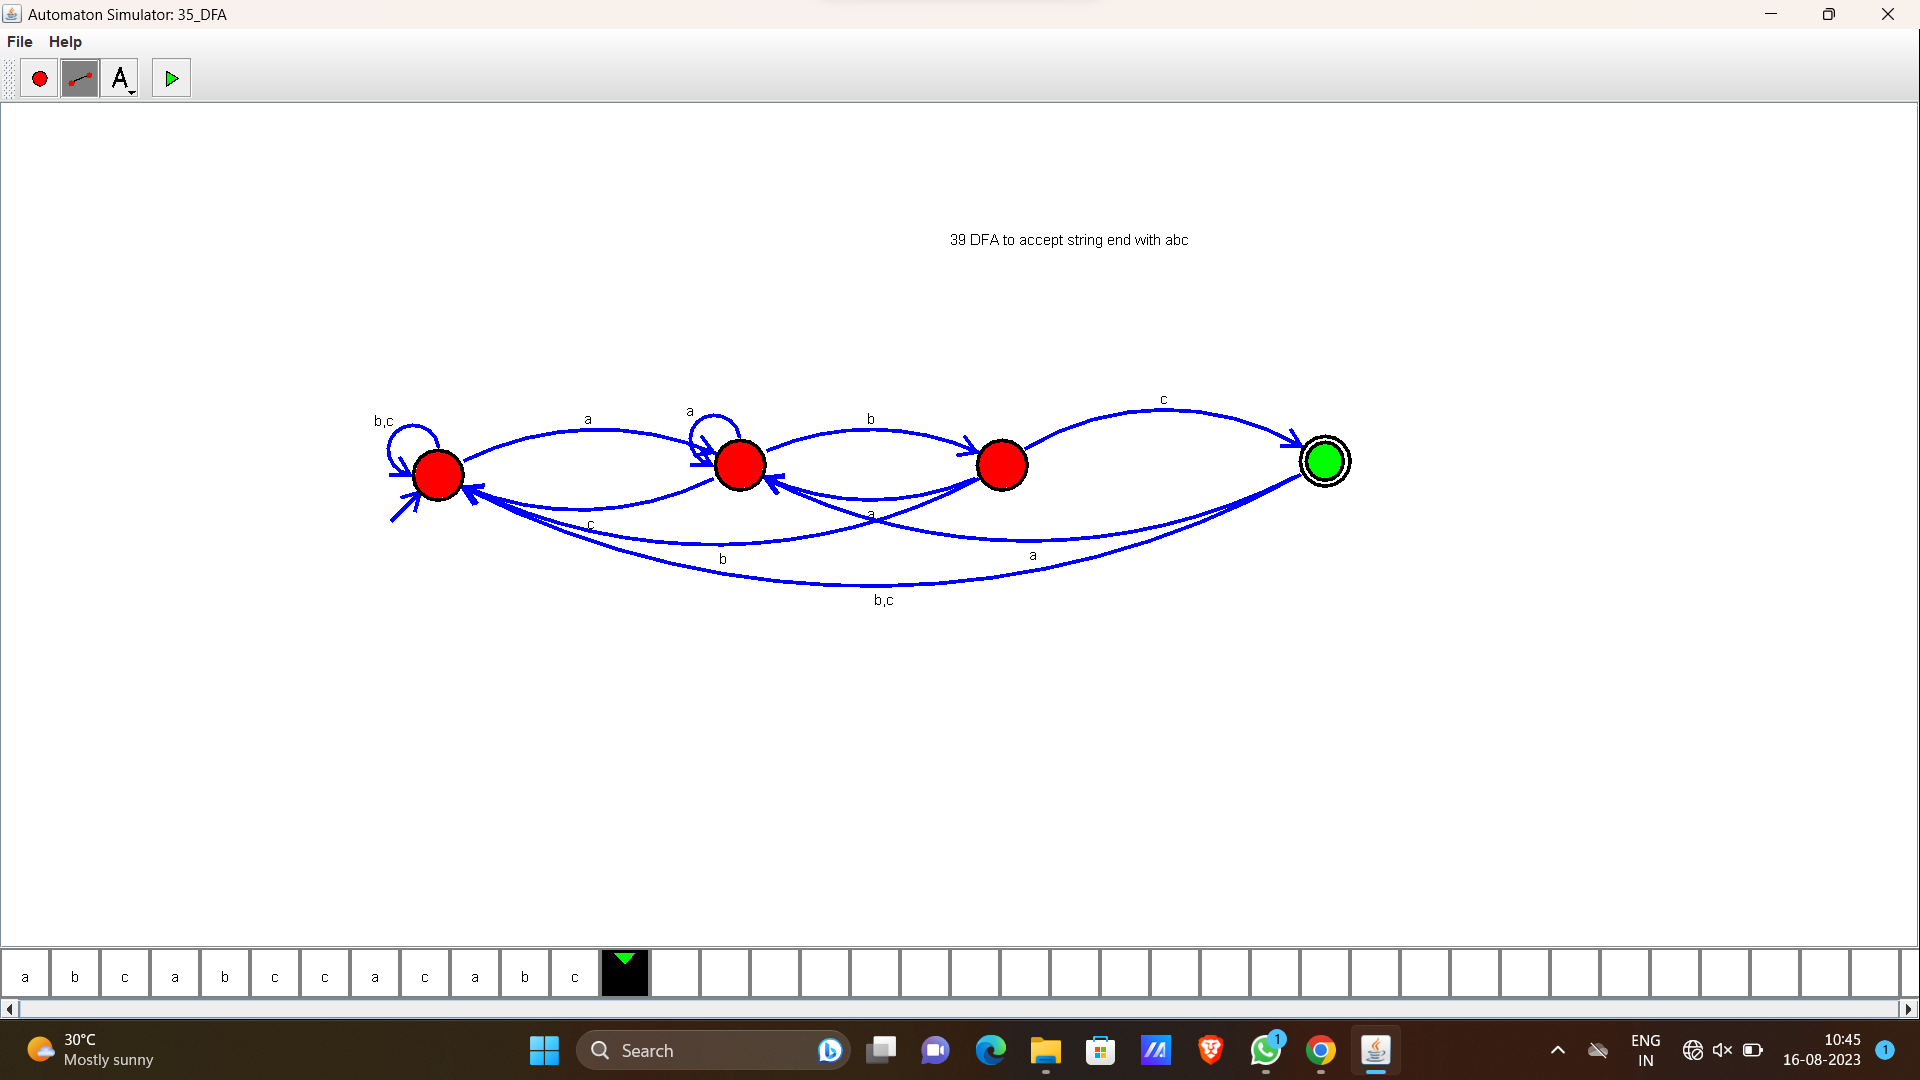 Automaton Simulator: 35_DFA
File Help
A
39 DFA to accept string end with abc
b,c
a
a
b
c
c
a
b
a
b,c
a b c a b c c a c a b c
30°C
Mostly sunny
Search
1
ENG
IN
10:45
16-08-2023
1